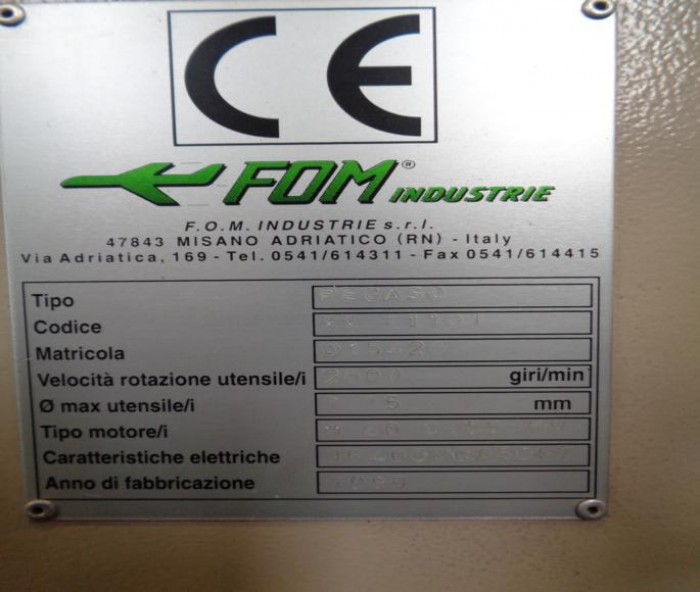 CE
FOM® INDUSTRIE
F.O.M. INDUSTRIE s.r.l.
47843 MISANO ADRIATICO (RN) - Italy
Via Adriatica, 169 - Tel. 0541/614311 - Fax 0541/614415
Tipo PEGASO
Codice
Matricola
Velocità rotazione utensile/i giri/min
Ø max utensile/i mm
Tipo motore/i
Caratteristiche elettriche
Anno di fabbricazione